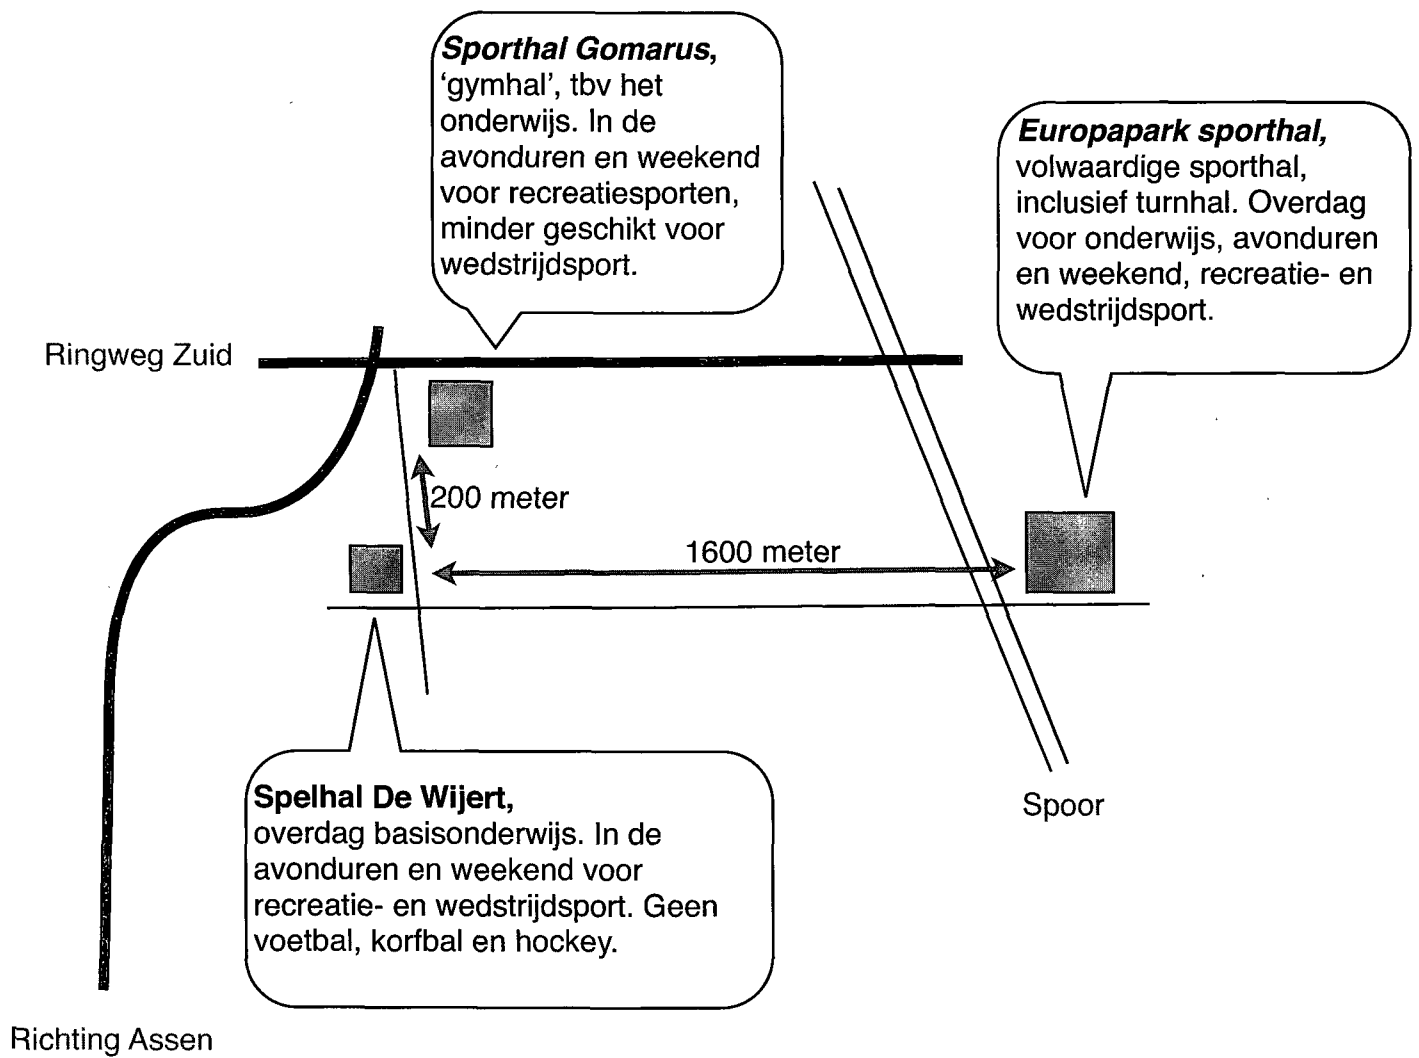 Sporthal Gomarus,
‘gymhal’, tbv het
onderwijs. In de
avonduren en weekend
voor recreatiesporten,
minder geschikt voor
wedstrijdsport.
Europapark sporthal,
volwaardige sporthal,
inclusief turnhal. Overdag
voor onderwijs, avonduren
en weekend, recreatie- en
wedstrijdsport.
Ringweg Zuid
200 meter
1600 meter
Spelhal De Wijert,
overdag basisonderwijs. In de
avonduren en weekend voor
recreatie- en wedstrijdsport. Geen
voetbal, korfbal en hockey.
Spoor
Richting Assen